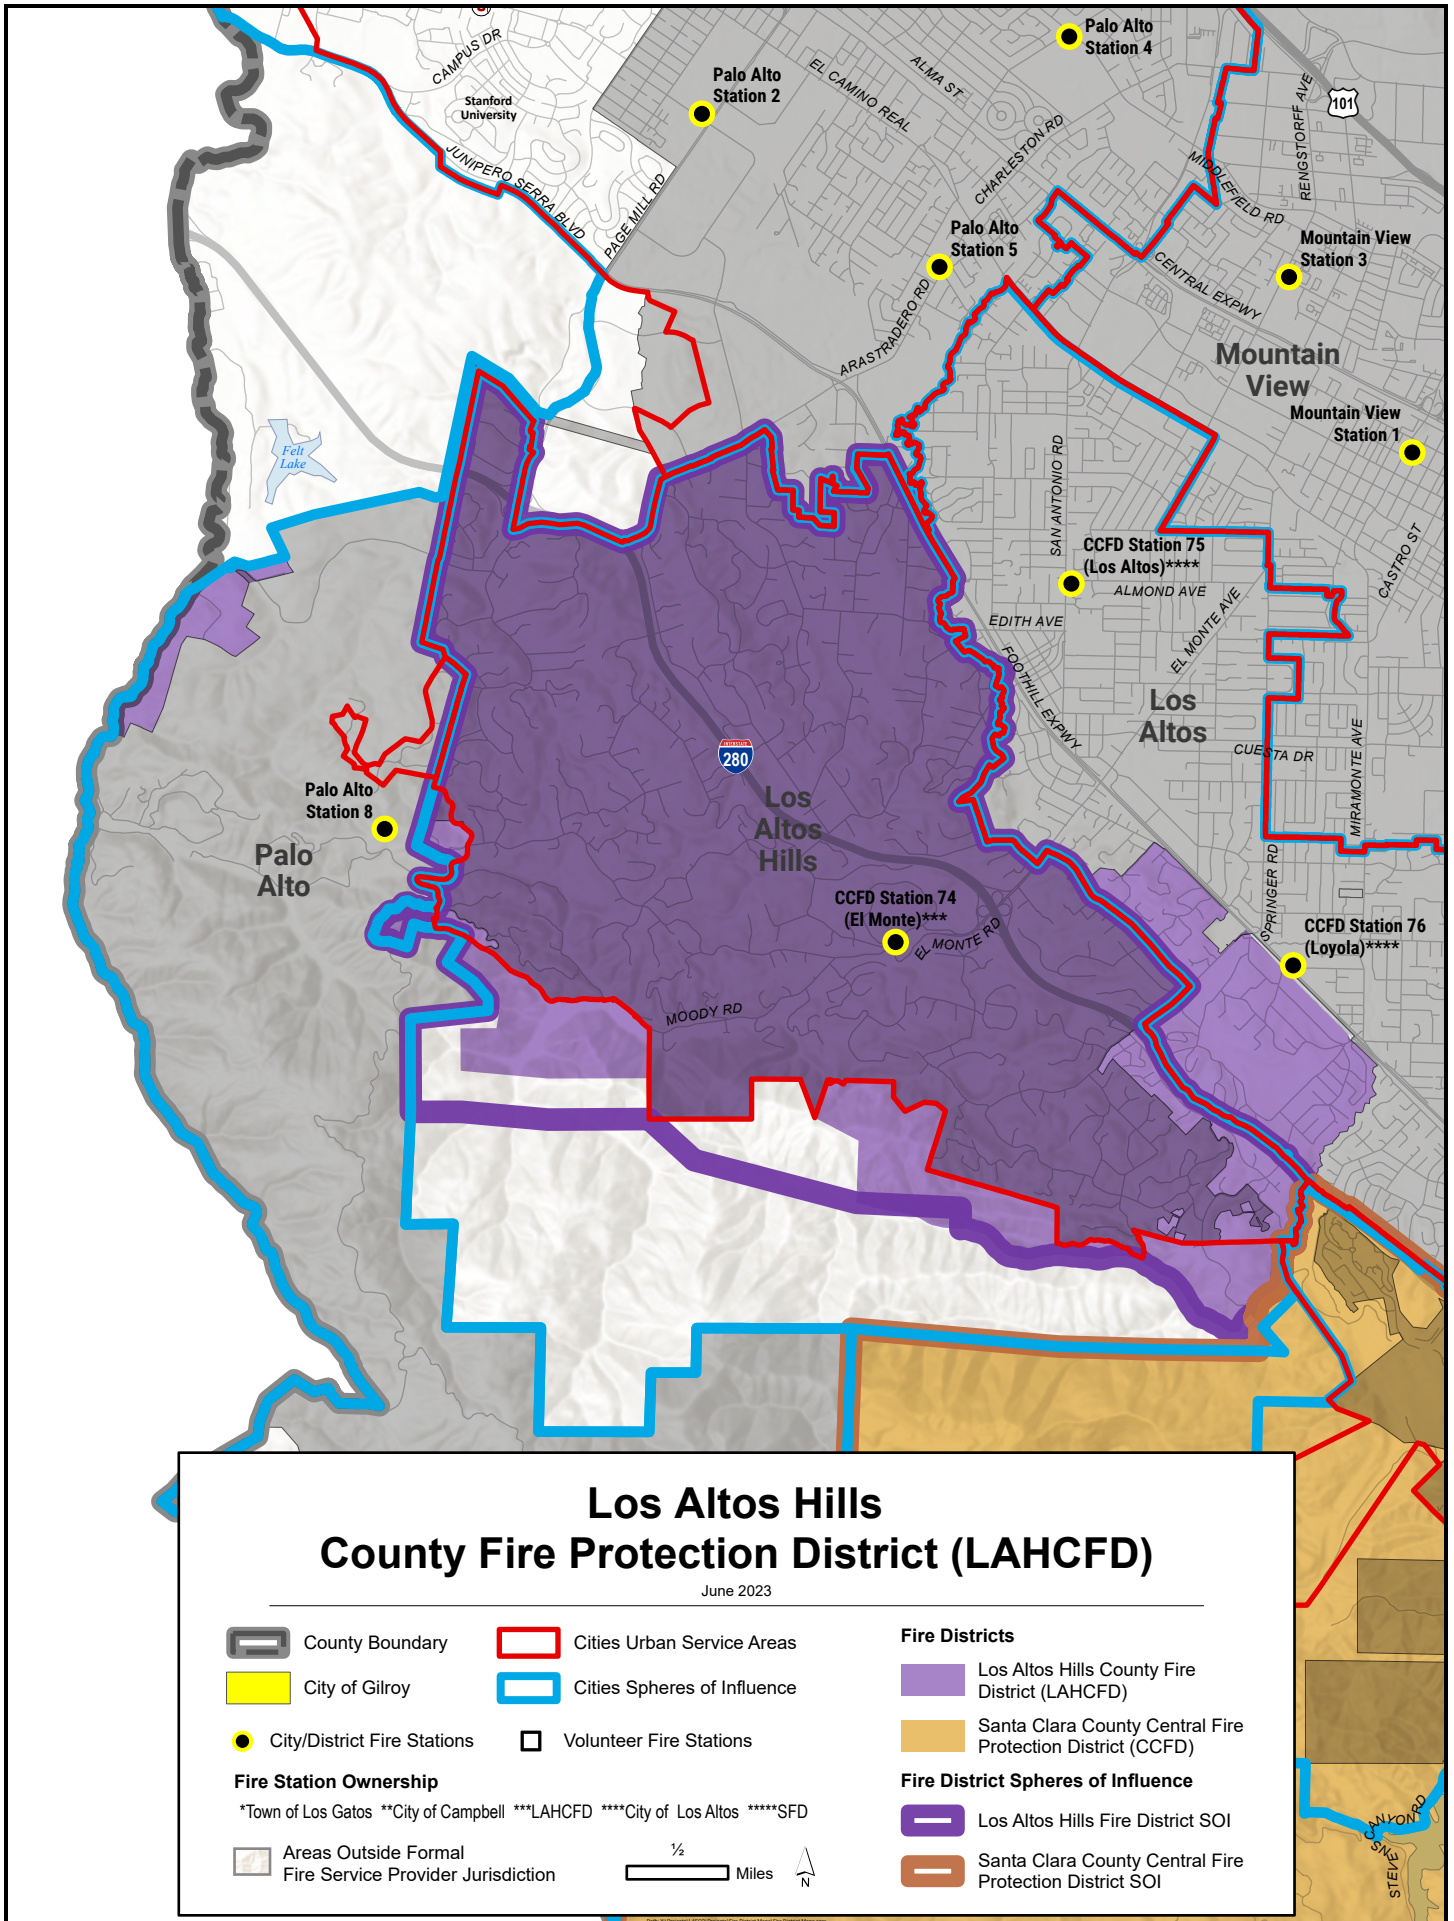 CAMPUS DR
Stanford
University
JUNIPERO SERRA BLVD
PAGE MILL RD
Palo Alto
Station 2
EL CAMINO REAL
ALMA ST
Palo Alto
Station 4
CHARLESTON RD
RENGSTORFF AVE
101
MIDDLEFIELD RD
Palo Alto
Station 5
Mountain View
Station 3
CENTRAL EXPWY
ARASTRADERO RD
Mountain
View
Mountain View
Station 1
Felt
Lake
SAN ANTONIO RD
CCFD Station 75
(Los Altos)****
ALMOND AVE
CASTRO ST
EDITH AVE
EL MONTE AVE
FOOTHILL EXPWY
Los
Altos
CUESTA DR
MIRAMONTE AVE
INTERSTATE
280
Palo Alto
Station 8
Palo
Alto
Los
Altos
Hills
SPRINGER RD
CCFD Station 74
(El Monte)***
EL MONTE RD
CCFD Station 76
(Loyola)****
MOODY RD
Los Altos Hills
County Fire Protection District (LAHCFD)
June 2023
County Boundary
City of Gilroy
Cities Urban Service Areas
Cities Spheres of Influence
City/District Fire Stations
Volunteer Fire Stations
Fire Station Ownership
*Town of Los Gatos **City of Campbell ***LAHCFD ****City of Los Altos *****SFD
Areas Outside Formal
Fire Service Provider Jurisdiction
½
Miles
N
Fire Districts
Los Altos Hills County Fire
District (LAHCFD)
Santa Clara County Central Fire
Protection District (CCFD)
Fire District Spheres of Influence
Los Altos Hills Fire District SOI
Santa Clara County Central Fire
Protection District SOI
STEVENS
CANYON RD